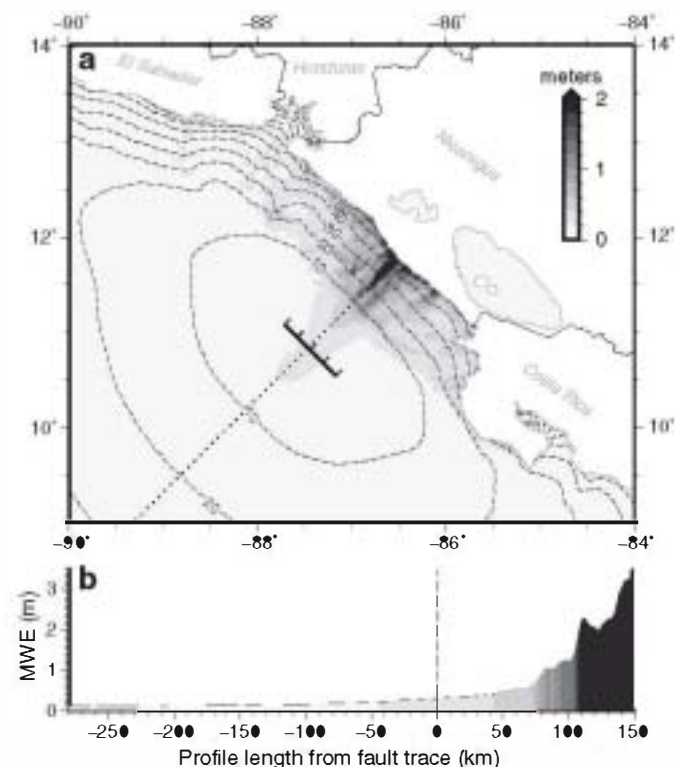 -90° -88° -86° -84°
14° a El Salvador Honduras 14°
meters
2
Nicaragua
1
12° 0 12°
Costa Rica
10° 10°
-90° -88° -86° -84°
b
3
2
1
0
MWE (m)
-250 -200 -150 -100 -50 0 50 100 150
Profile length from fault trace (km)